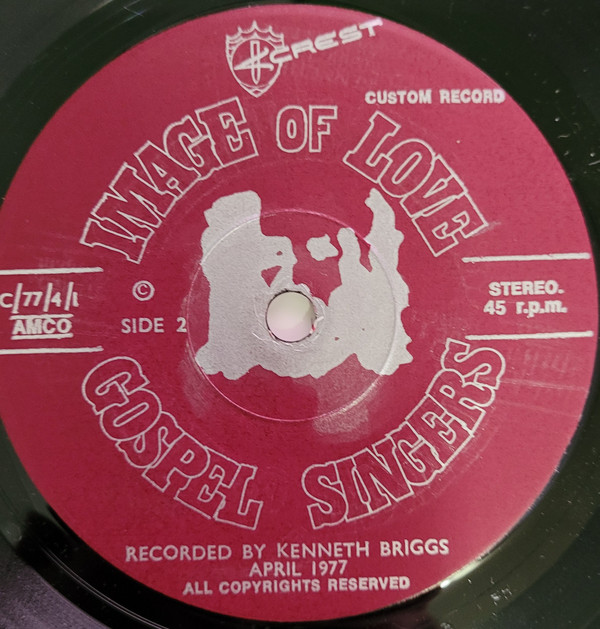 CREST
CUSTOM RECORD
IMAGE OF LOVE
C/77/4/1
AMCO
©
SIDE 2
STEREO.
45 r.p.m.
GOSPEL SINGERS
RECORDED BY KENNETH BRIGGS
APRIL 1977
ALL COPYRIGHTS RESERVED